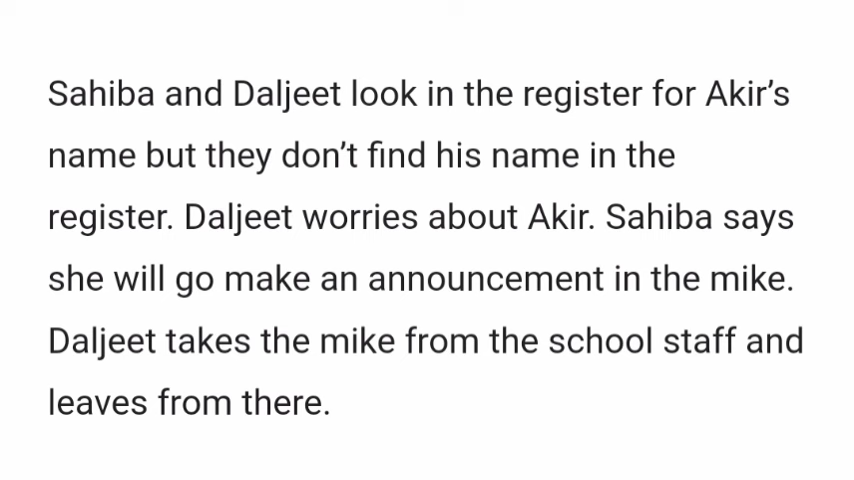 Sahiba and Daljeet look in the register for Akir’s
name but they don’t find his name in the
register. Daljeet worries about Akir. Sahiba says
she will go make an announcement in the mike.
Daljeet takes the mike from the school staff and
leaves from there.